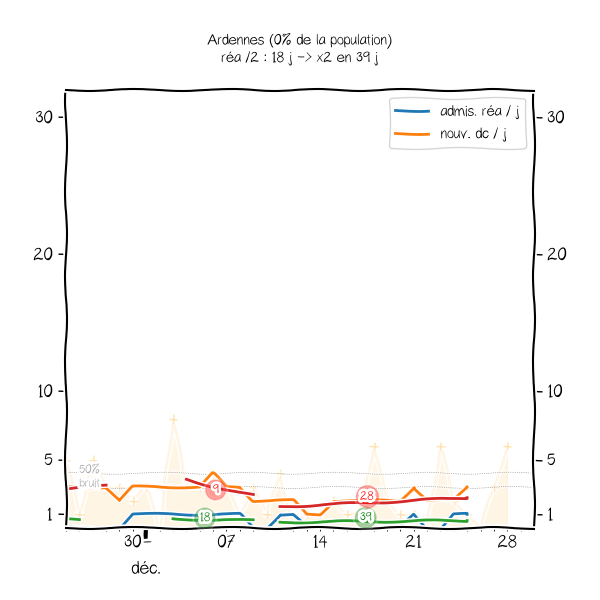 Ardennes (0% de la population)
réa /2 : 18 j -> x2 en 39 j
admis. réa / j
nouv. dc / j
30 30
20 20
10 10
5 5
1 1
50%
bruit
9
28
18
39
30 07 14 21 28
déc.